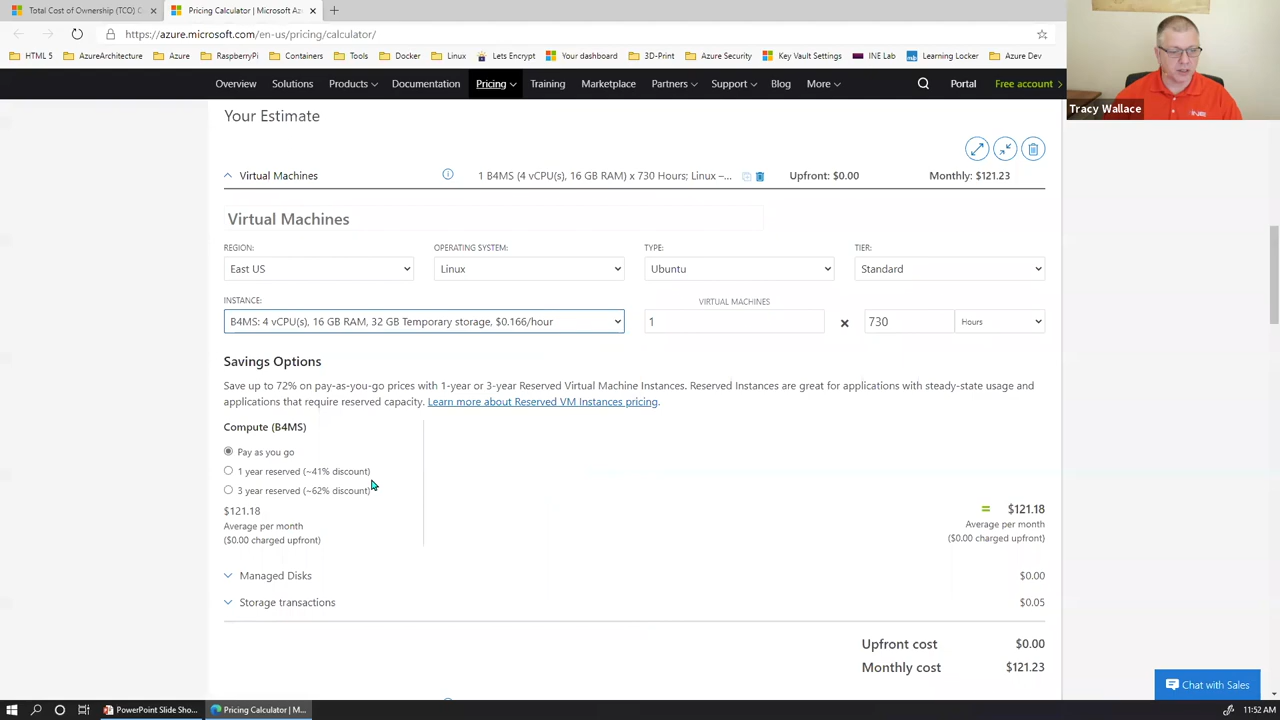 Total Cost of Ownership (TCO) C
Pricing Calculator | Microsoft Az
https://azure.microsoft.com/en-us/pricing/calculator/
HTML 5
AzureArchitecture
Azure
RaspberryPi
Containers
Tools
Docker
Linux
Lets Encrypt
Your dashboard
3D-Print
Azure Security
Key Vault Settings
INE Lab
Learning Locker
Azure Dev
Overview
Solutions
Products
Documentation
Pricing
Training
Marketplace
Partners
Support
Blog
More
Portal
Free account
Tracy Wallace
Your Estimate
Virtual Machines
1 B4MS (4 vCPU(s), 16 GB RAM) x 730 Hours; Linux –...
Upfront: $0.00
Monthly: $121.23
Virtual Machines
REGION:
OPERATING SYSTEM:
TYPE:
TIER:
East US
Linux
Ubuntu
Standard
INSTANCE:
VIRTUAL MACHINES
B4MS: 4 vCPU(s), 16 GB RAM, 32 GB Temporary storage, $0.166/hour
1
730
Hours
Savings Options
Save up to 72% on pay-as-you-go prices with 1-year or 3-year Reserved Virtual Machine Instances. Reserved Instances are great for applications with steady-state usage and
applications that require reserved capacity. Learn more about Reserved VM Instances pricing.
Compute (B4MS)
Pay as you go
1 year reserved (~41% discount)
3 year reserved (~62% discount)
$121.18
Average per month
($0.00 charged upfront)
= $121.18
Average per month
($0.00 charged upfront)
Managed Disks
$0.00
Storage transactions
$0.05
Upfront cost
$0.00
Monthly cost
$121.23
Chat with Sales
PowerPoint Slide Sho...
Pricing Calculator | M...
11:52 AM